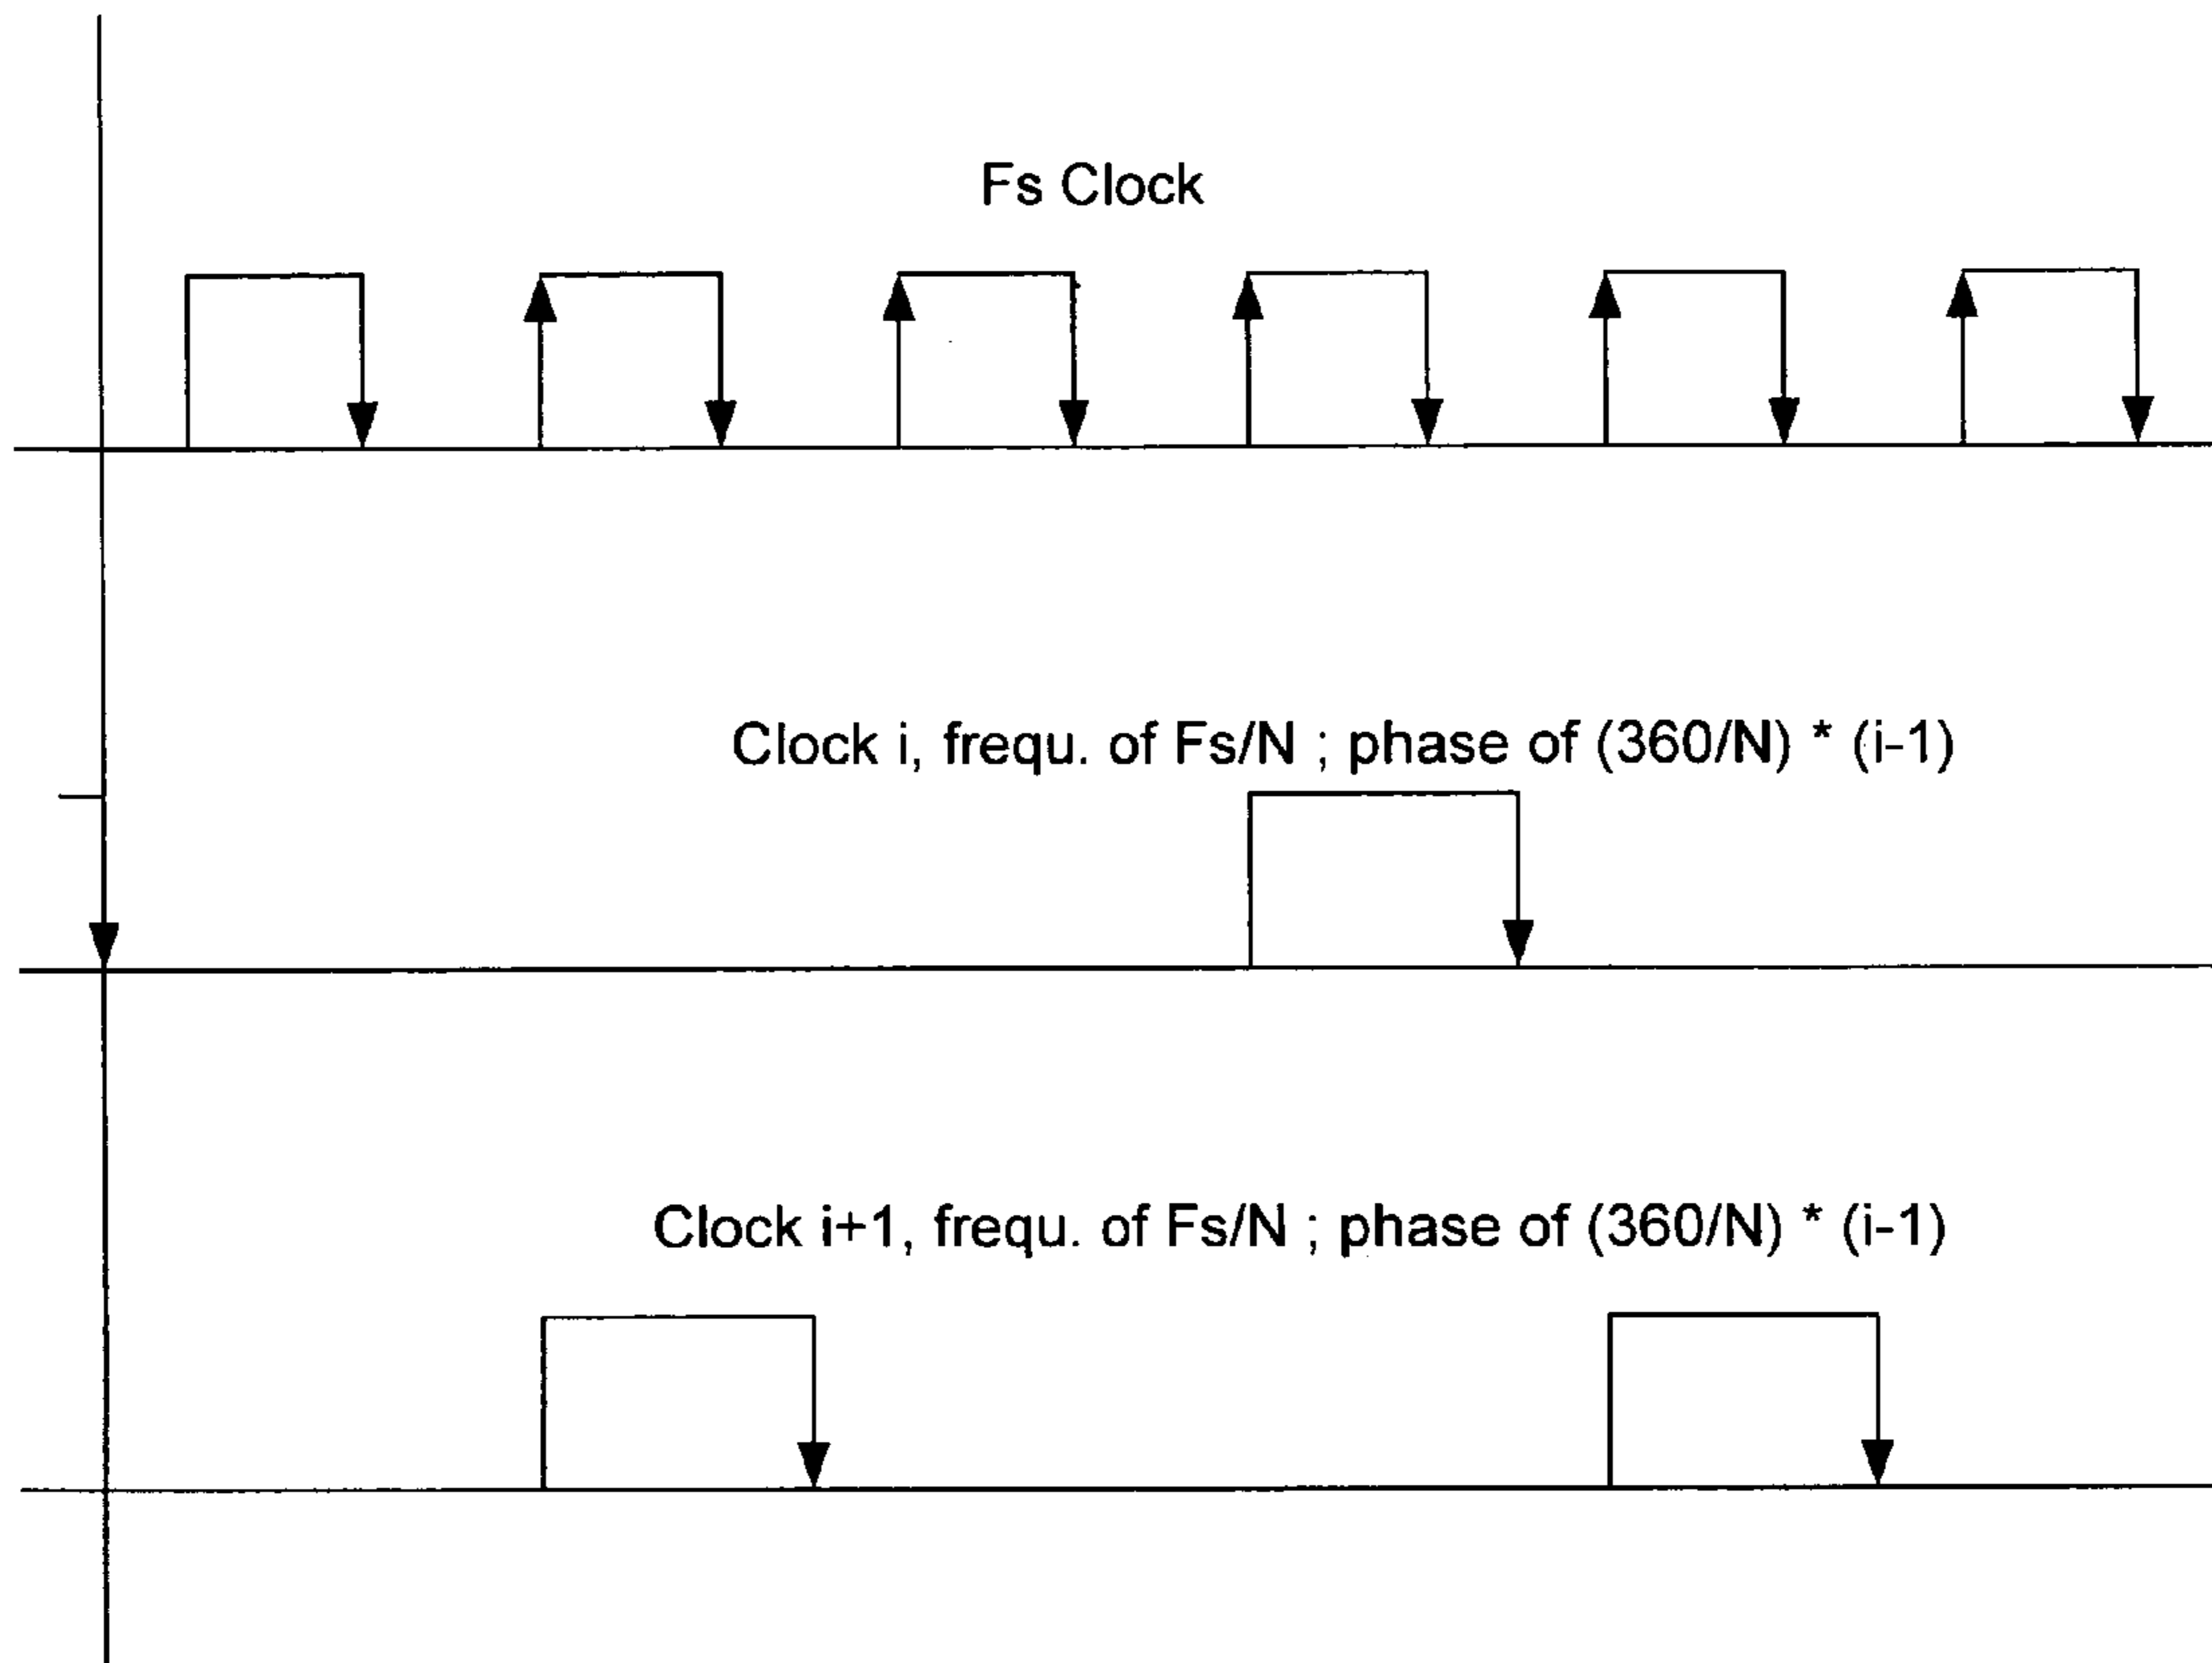 Fs Clock
Clock i, frequ. of Fs/N ; phase of (360/N) * (i-1)
Clock i+1, frequ. of Fs/N ; phase of (360/N) * (i-1)